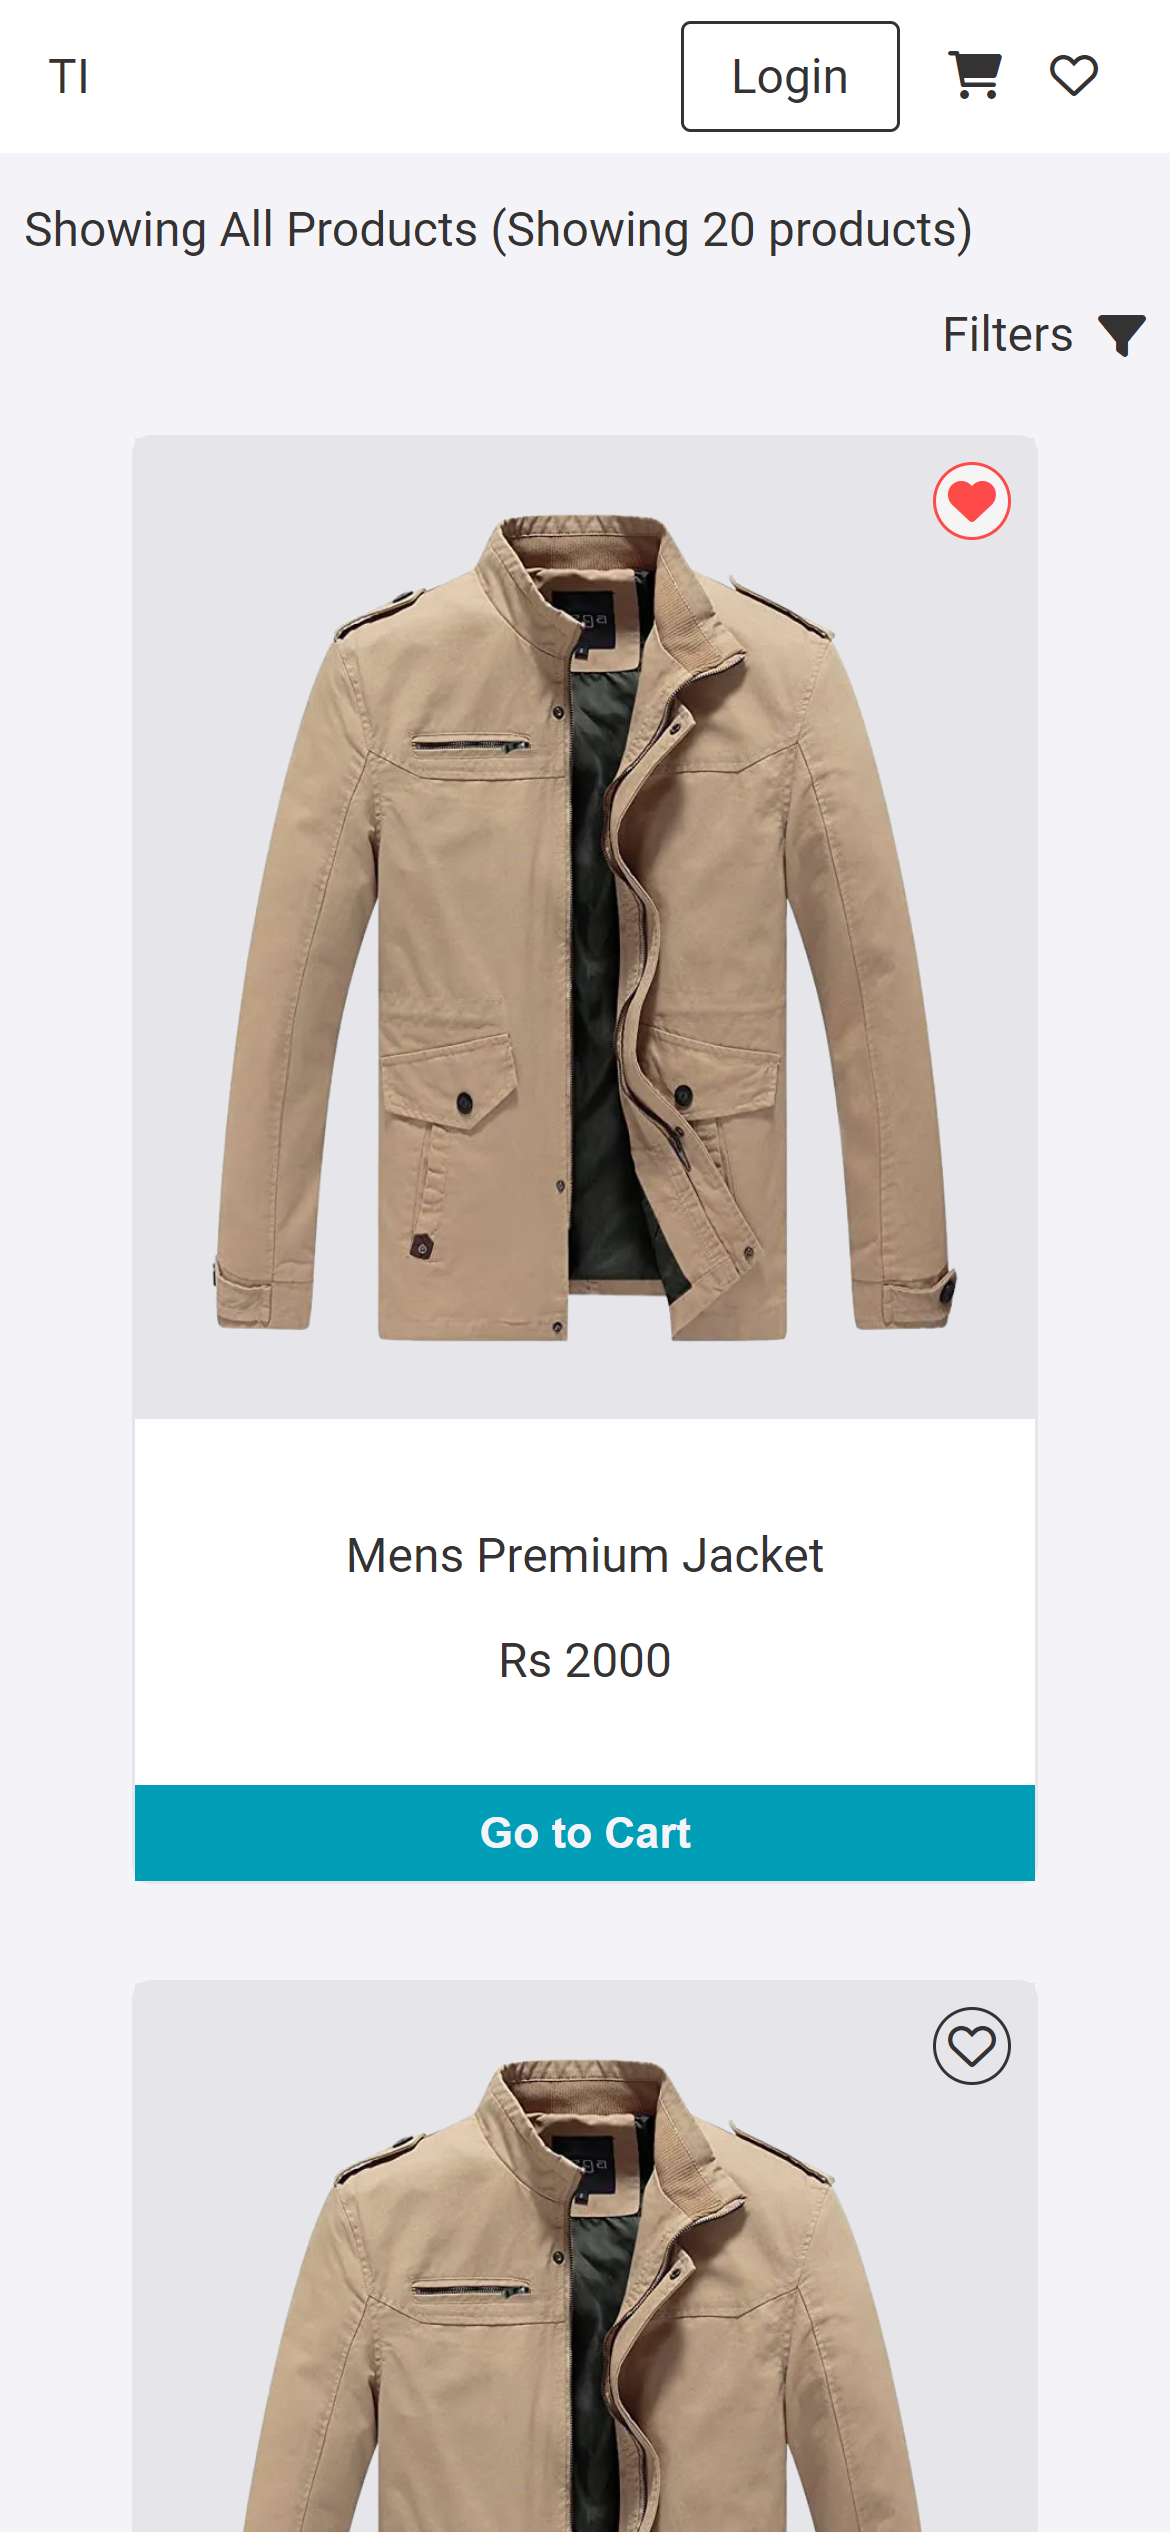 TI
Login
Showing All Products (Showing 20 products)
Filters
Mens Premium Jacket
Rs 2000
Go to Cart